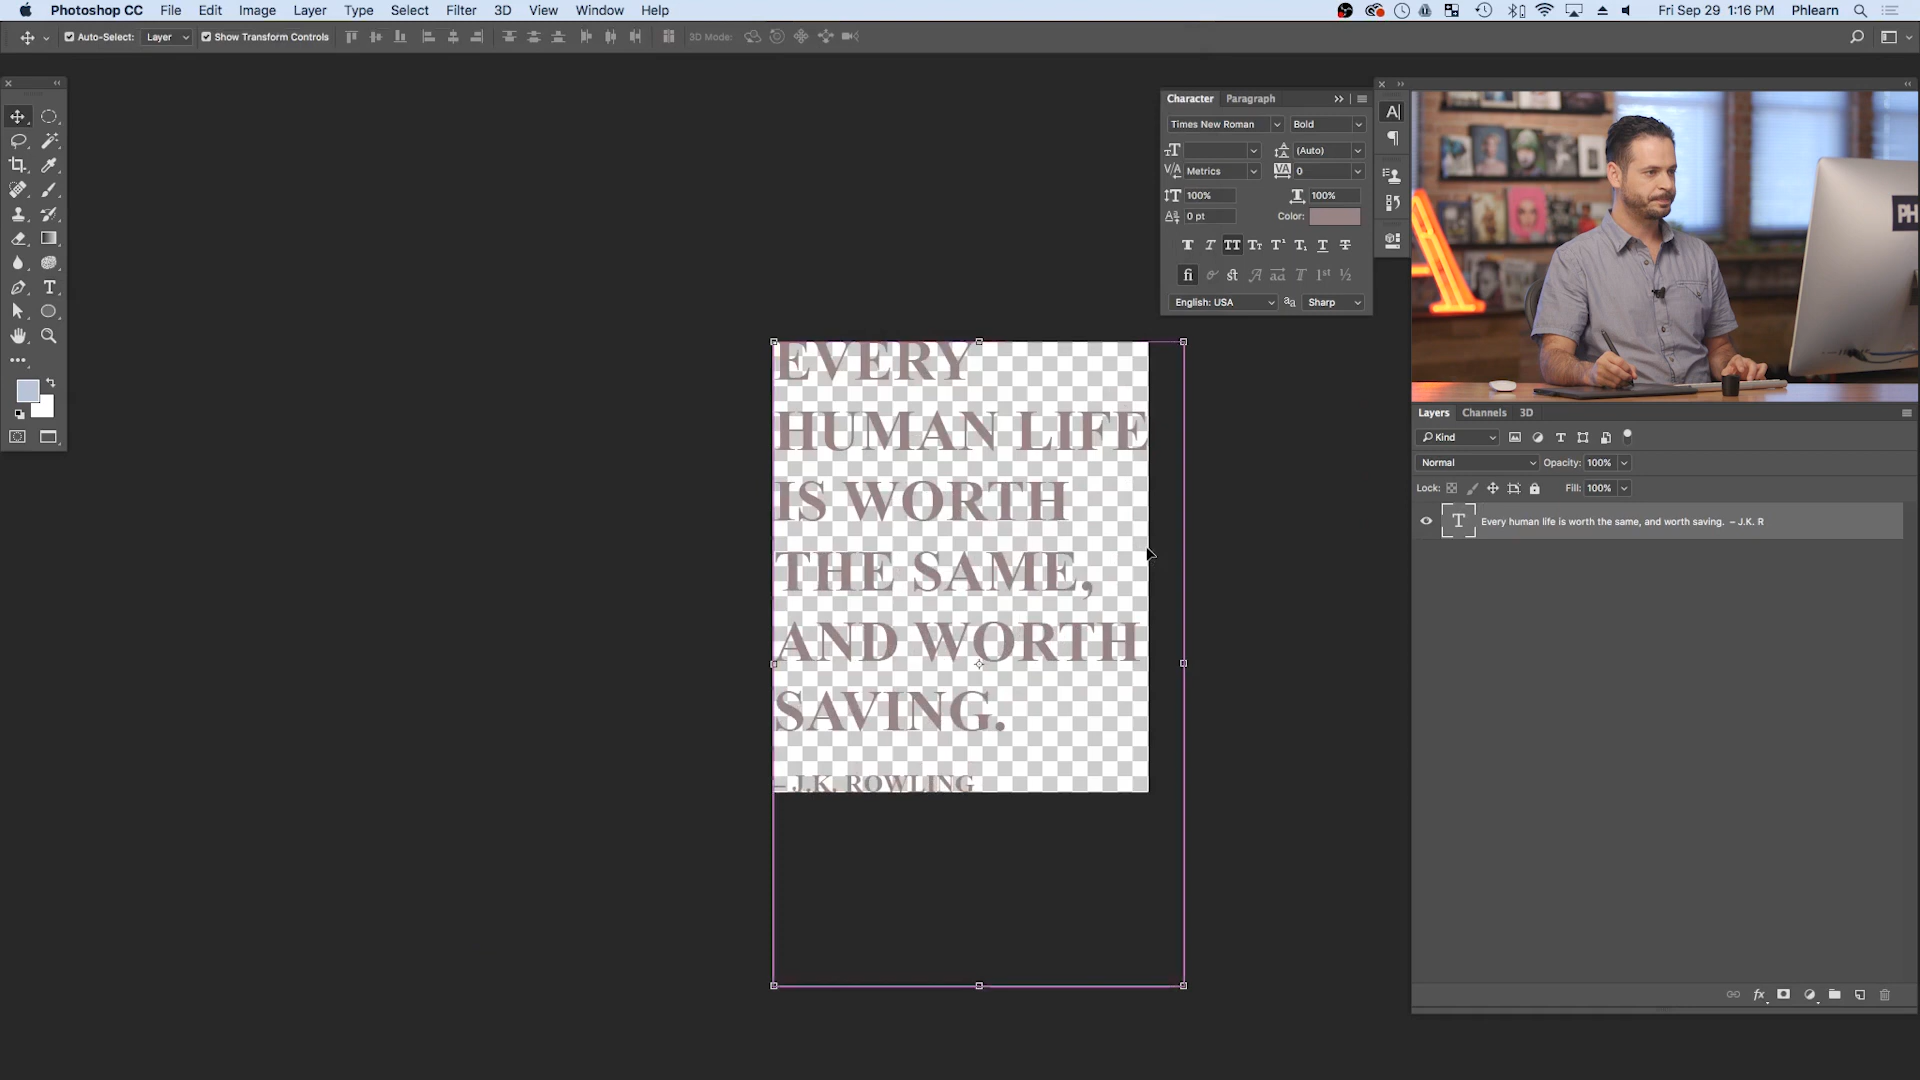 Photoshop CC File Edit Image Layer Type Select Filter 3D View Window Help Fri Sep 29 1:16 PM Phlearn
Auto-Select: Layer Show Transform Controls 3D Mode:
Character Paragraph
Times New Roman Bold
(Auto)
Metrics 0
100% 100%
0 pt Color:
English: USA Sharp
PH
EVERY
HUMAN LIFE
IS WORTH
THE SAME,
AND WORTH
SAVING.
– J.K. ROWLING
Layers Channels 3D
Kind
Normal Opacity: 100%
Lock: Fill: 100%
Every human life is worth the same, and worth saving. – J.K. R